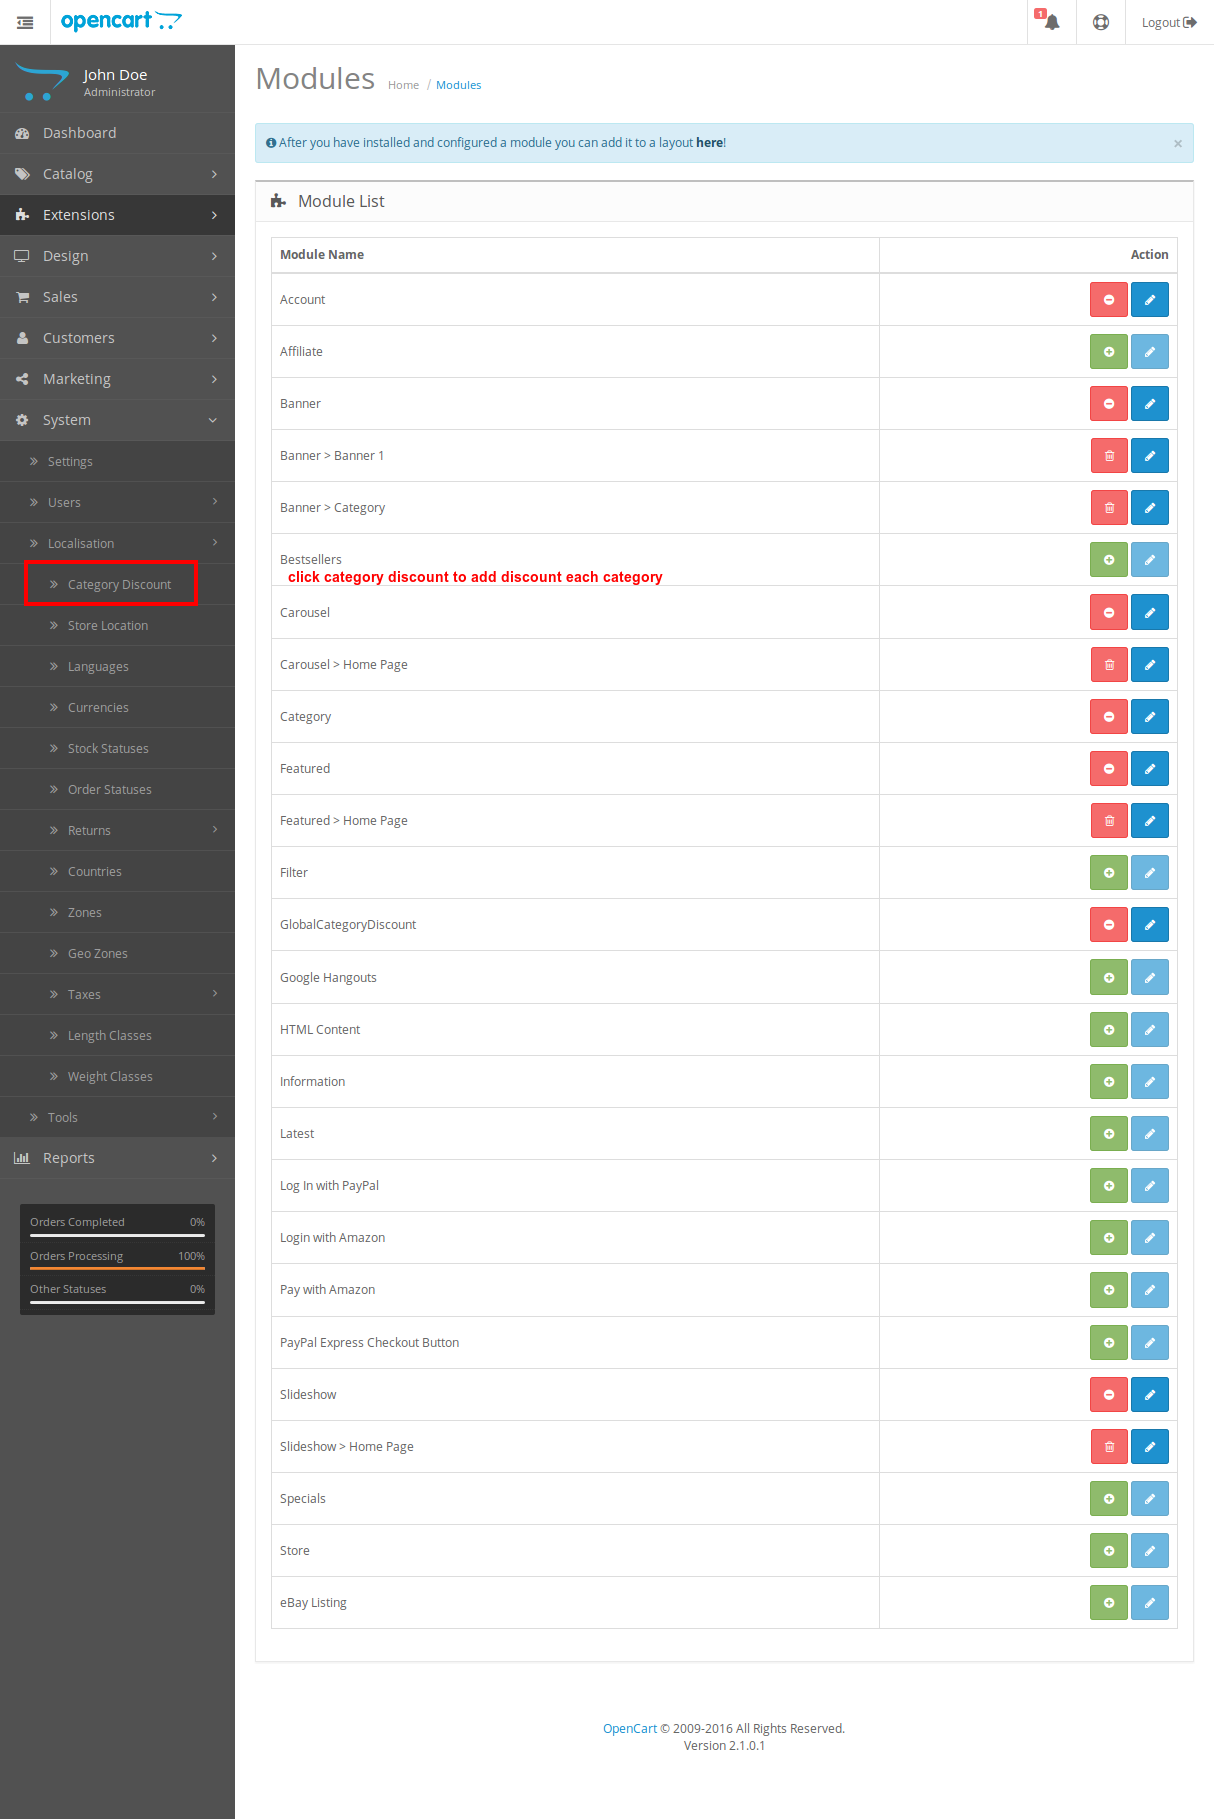 opencart
1
Logout
John Doe
Administrator
Dashboard
Catalog
Extensions
Design
Sales
Customers
Marketing
System
Settings
Users
Localisation
Category Discount
Store Location
Languages
Currencies
Stock Statuses
Order Statuses
Returns
Countries
Zones
Geo Zones
Taxes
Length Classes
Weight Classes
Tools
Reports
Orders Completed 0%
Orders Processing 100%
Other Statuses 0%
Modules Home / Modules
After you have installed and configured a module you can add it to a layout here! ×
Module List
Module Name Action
Account
Affiliate
Banner
Banner > Banner 1
Banner > Category
Bestsellers
click category discount to add discount each category
Carousel
Carousel > Home Page
Category
Featured
Featured > Home Page
Filter
GlobalCategoryDiscount
Google Hangouts
HTML Content
Information
Latest
Log In with PayPal
Login with Amazon
Pay with Amazon
PayPal Express Checkout Button
Slideshow
Slideshow > Home Page
Specials
Store
eBay Listing
OpenCart © 2009-2016 All Rights Reserved.
Version 2.1.0.1